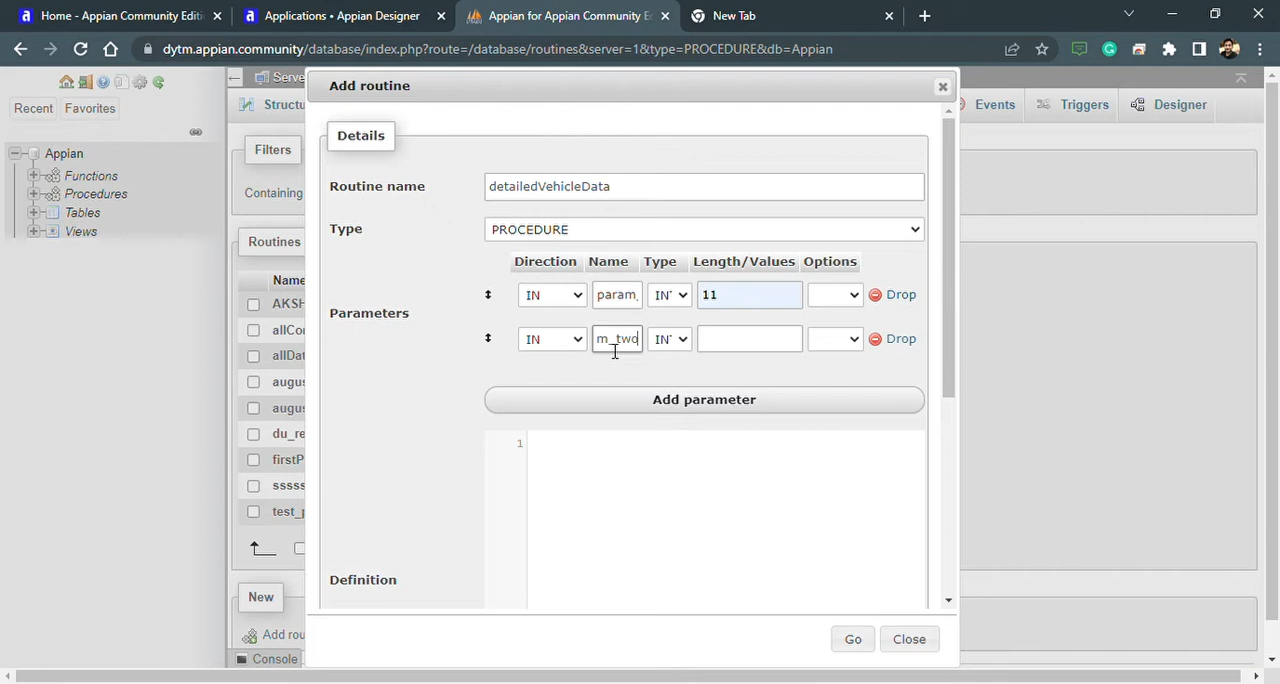 Home - Appian Community Editi
Applications • Appian Designer
Appian for Appian Community E
New Tab
dytm.appian.community/database/index.php?route=/database/routines&server=1&type=PROCEDURE&db=Appian
Recent
Favorites
Appian
Functions
Procedures
Tables
Views
Serve
Structu
Events
Triggers
Designer
Filters
Containing
Routines
Name
AKSH
allCo
allDat
augus
augus
du_re
firstP
sssss
test_p
New
Add rou
Console
Add routine
Details
Routine name
detailedVehicleData
Type
PROCEDURE
Direction Name Type Length/Values Options
Parameters
IN param_ INT 11 Drop
IN m_two INT Drop
Add parameter
1
Definition
Go
Close